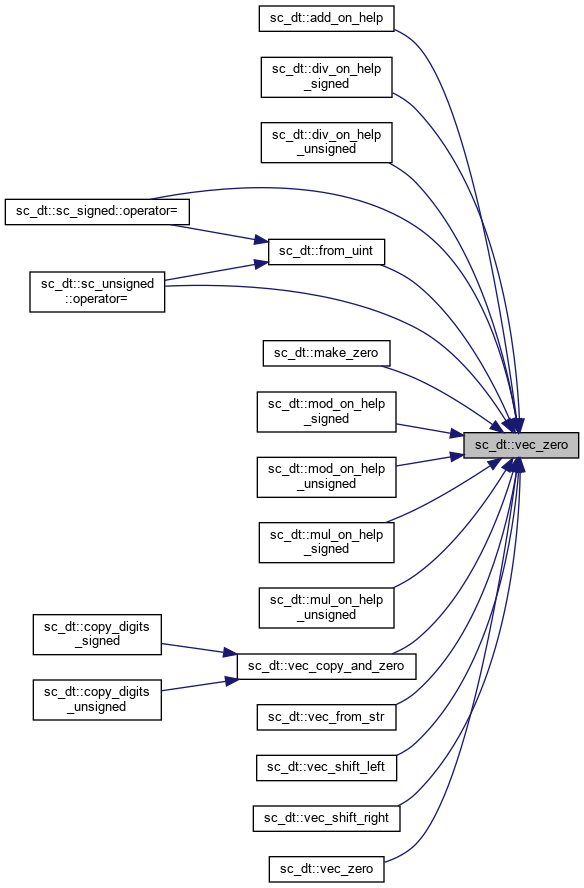 sc_dt::add_on_help
sc_dt::div_on_help
_signed
sc_dt::div_on_help
_unsigned
sc_dt::sc_signed::operator=
sc_dt::from_uint
sc_dt::sc_unsigned
::operator=
sc_dt::make_zero
sc_dt::mod_on_help
_signed
sc_dt::vec_zero
sc_dt::mod_on_help
_unsigned
sc_dt::mul_on_help
_signed
sc_dt::mul_on_help
_unsigned
sc_dt::copy_digits
_signed
sc_dt::vec_copy_and_zero
sc_dt::copy_digits
_unsigned
sc_dt::vec_from_str
sc_dt::vec_shift_left
sc_dt::vec_shift_right
sc_dt::vec_zero